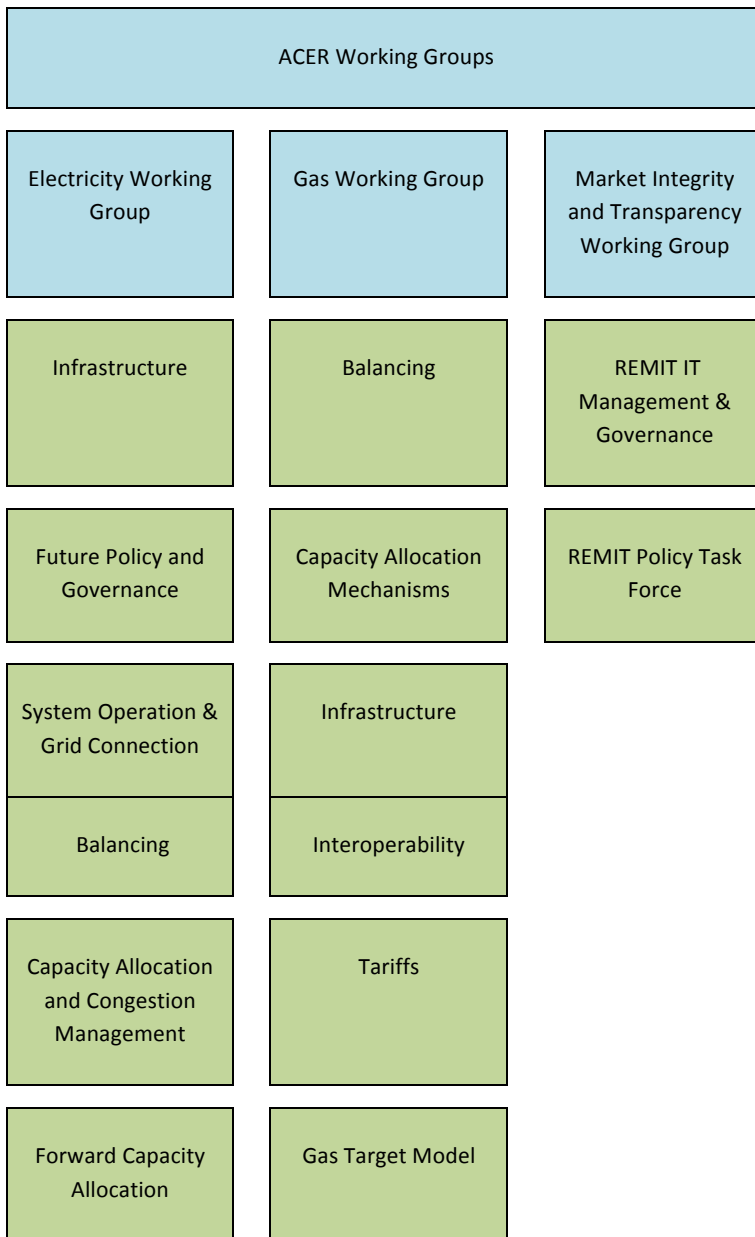 ACER Working Groups
Electricity Working
Group
Gas Working Group
Market Integrity
and Transparency
Working Group
Infrastructure
Balancing
REMIT IT
Management &
Governance
Future Policy and
Governance
Capacity Allocation
Mechanisms
REMIT Policy Task
Force
System Operation &
Grid Connection
Infrastructure
Balancing
Interoperability
Capacity Allocation
and Congestion
Management
Tariffs
Forward Capacity
Allocation
Gas Target Model